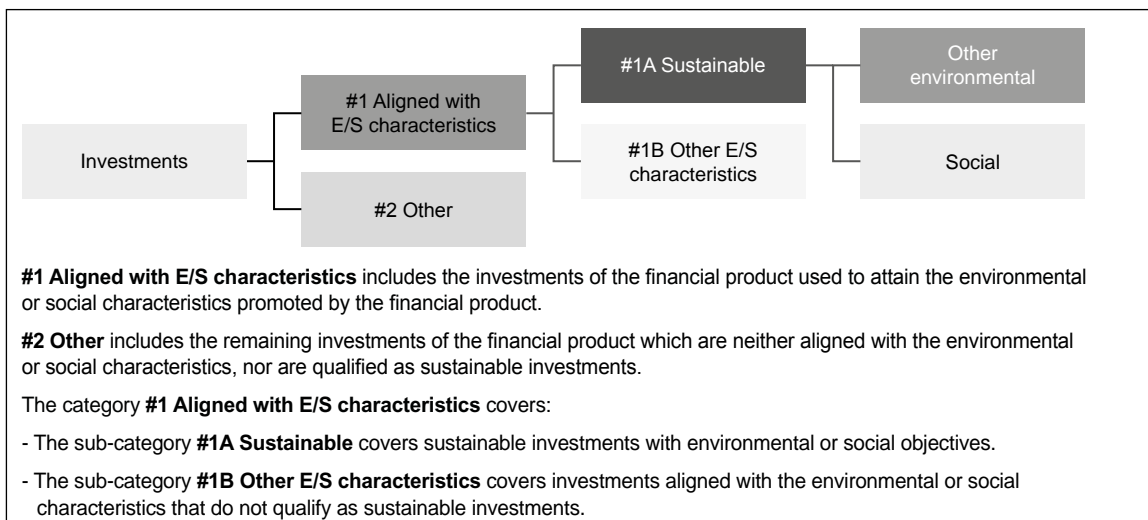 Investments
#1 Aligned with
E/S characteristics
#2 Other
#1A Sustainable
#1B Other E/S
characteristics
Other
environmental
Social
#1 Aligned with E/S characteristics includes the investments of the financial product used to attain the environmental
or social characteristics promoted by the financial product.
#2 Other includes the remaining investments of the financial product which are neither aligned with the environmental
or social characteristics, nor are qualified as sustainable investments.
The category #1 Aligned with E/S characteristics covers:
- The sub-category #1A Sustainable covers sustainable investments with environmental or social objectives.
- The sub-category #1B Other E/S characteristics covers investments aligned with the environmental or social
characteristics that do not qualify as sustainable investments.